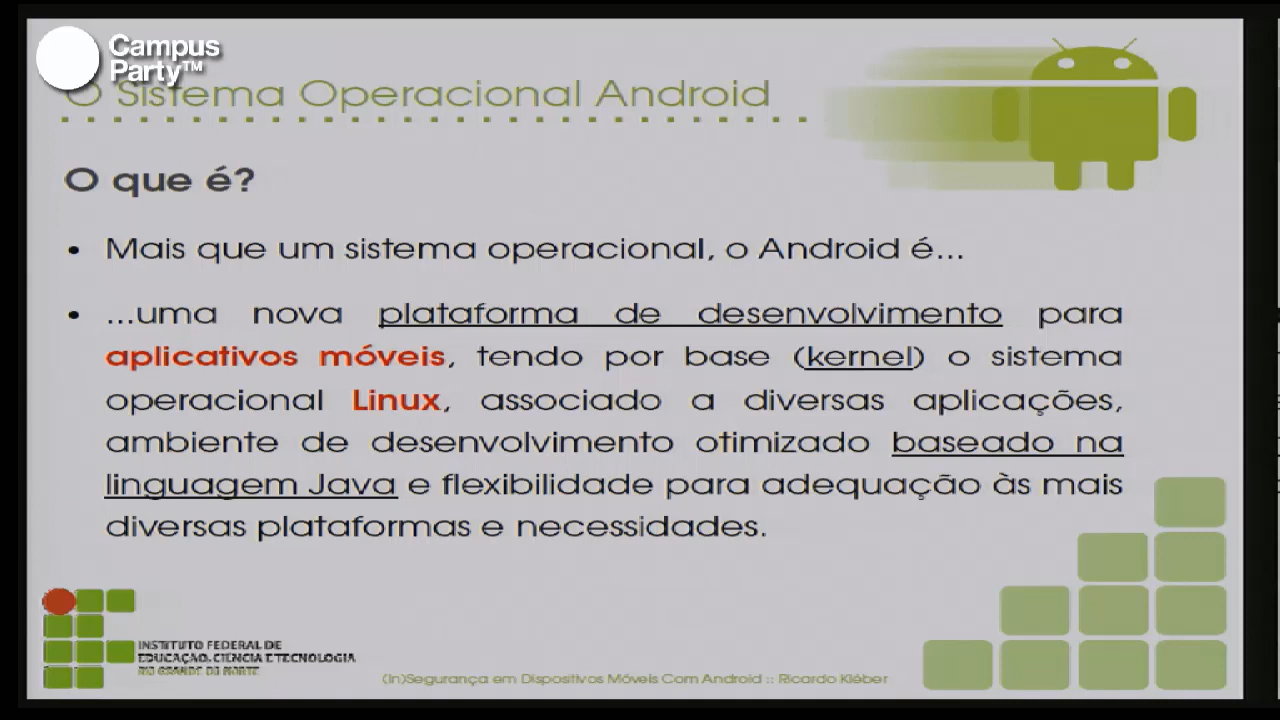 Campus
Party™
O Sistema Operacional Android
O que é?
• Mais que um sistema operacional, o Android é...
• ...uma nova plataforma de desenvolvimento para
aplicativos móveis, tendo por base (kernel) o sistema
operacional Linux, associado a diversas aplicações,
ambiente de desenvolvimento otimizado baseado na
linguagem Java e flexibilidade para adequação às mais
diversas plataformas e necessidades.
INSTITUTO FEDERAL DE
EDUCAÇÃO, CIÊNCIA E TECNOLOGIA
RIO GRANDE DO NORTE
(In)Segurança em Dispositivos Móveis Com Android :: Ricardo Kléber